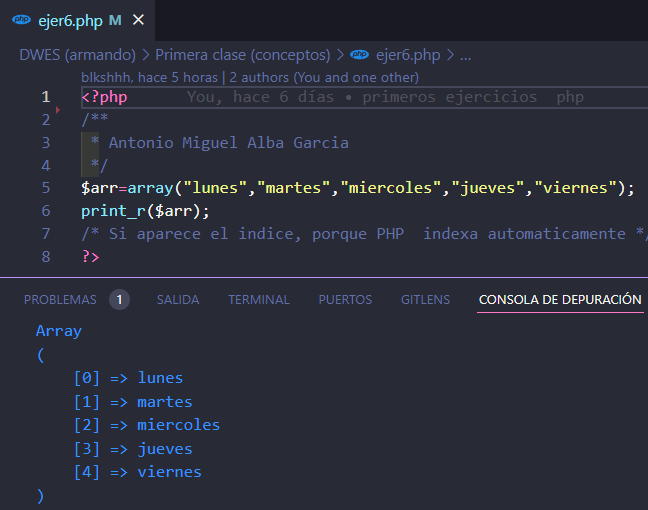 php ejer6.php M ✕
DWES (armando) > Primera clase (conceptos) > php ejer6.php > ...
blkshhh, hace 5 horas | 2 authors (You and one other)
1 <?php You, hace 6 días • primeros ejercicios php
2 /**
3 * Antonio Miguel Alba Garcia
4 */
5 $arr=array("lunes","martes","miercoles","jueves","viernes");
6 print_r($arr);
7 /* Si aparece el indice, porque PHP indexa automaticamente */
8 ?>
PROBLEMAS 1 SALIDA TERMINAL PUERTOS GITLENS CONSOLA DE DEPURACIÓN
Array
(
[0] => lunes
[1] => martes
[2] => miercoles
[3] => jueves
[4] => viernes
)